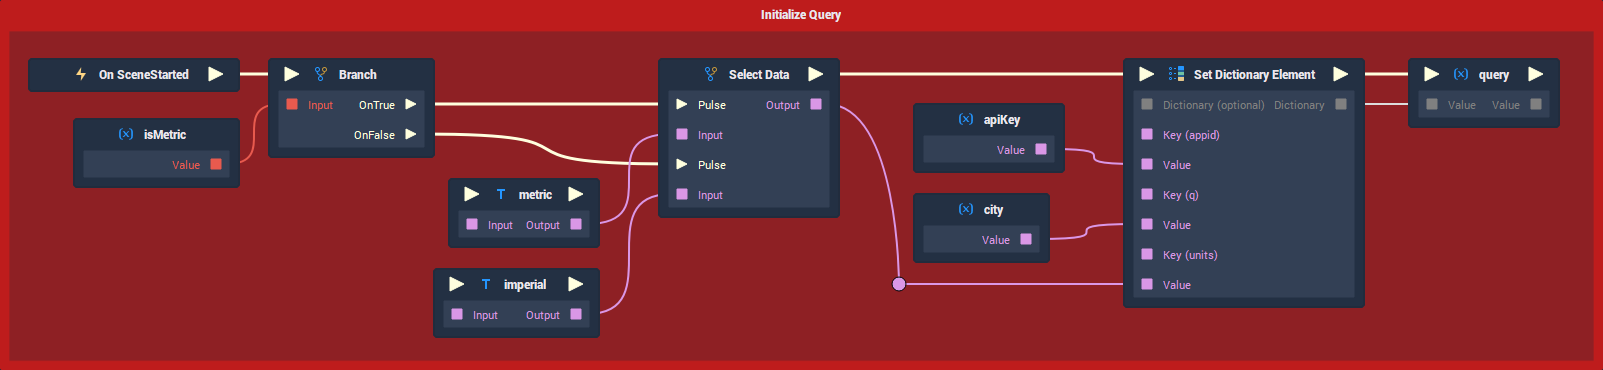 Initialize Query
On SceneStarted
Branch
Input OnTrue
OnFalse
(x) isMetric
Value
T metric
Input Output
T imperial
Input Output
Select Data
Pulse Output
Input
Pulse
Input
(x) apiKey
Value
(x) city
Value
Set Dictionary Element
Dictionary (optional) Dictionary
Key (appid)
Value
Key (q)
Value
Key (units)
Value
(x) query
Value Value